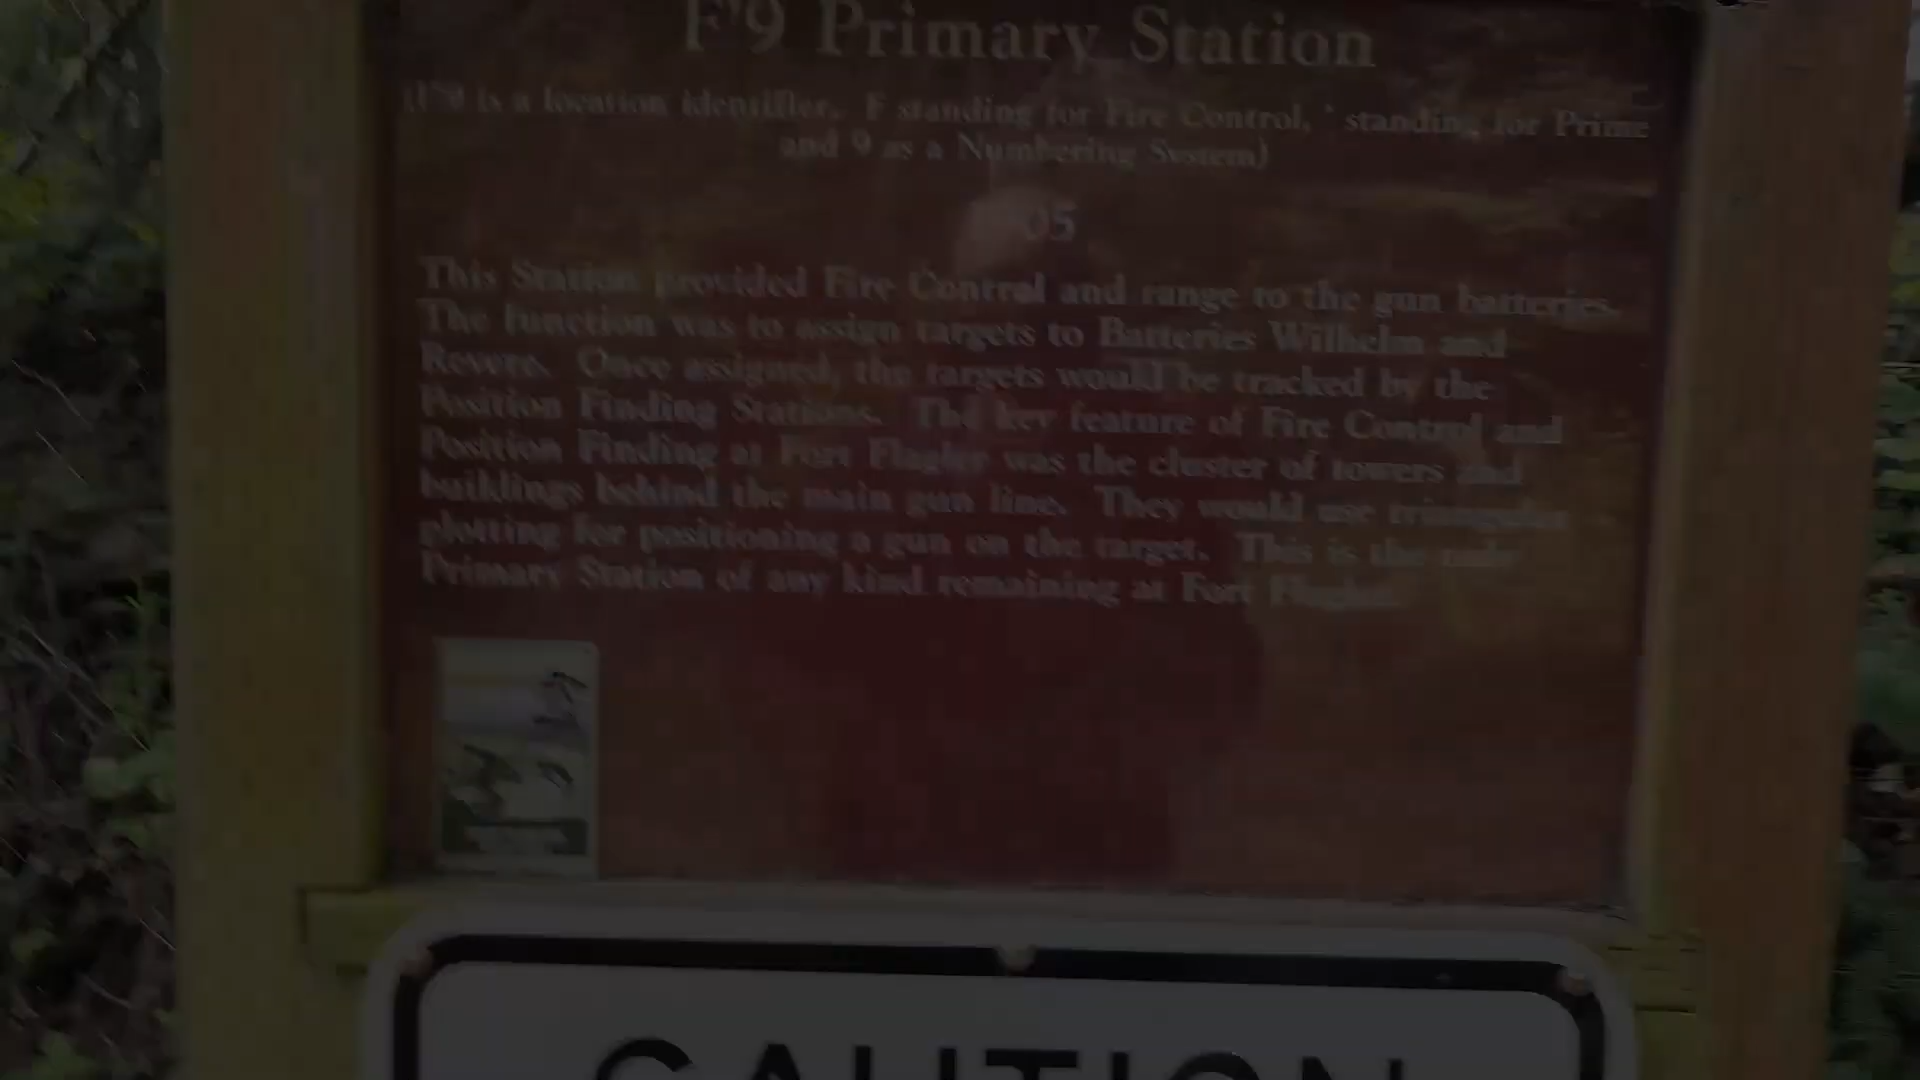 F'9 Primary Station
(F'9 is a location identifier. F standing for Fire Control, ' standing for Prime
and 9 as a Numbering System)
05
This Station provided Fire Control and range to the gun batteries.
The function was to assign targets to Batteries Wilhelm and
Revere. Once assigned, the targets would be tracked by the
Position Finding Stations. The key feature of Fire Control and
Position Finding at Fort Flagler was the cluster of towers and
buildings behind the main gun line. They would use triangular
plotting for positioning a gun on the target. This is the only
Primary Station of any kind remaining at Fort Flagler.
CAUTION